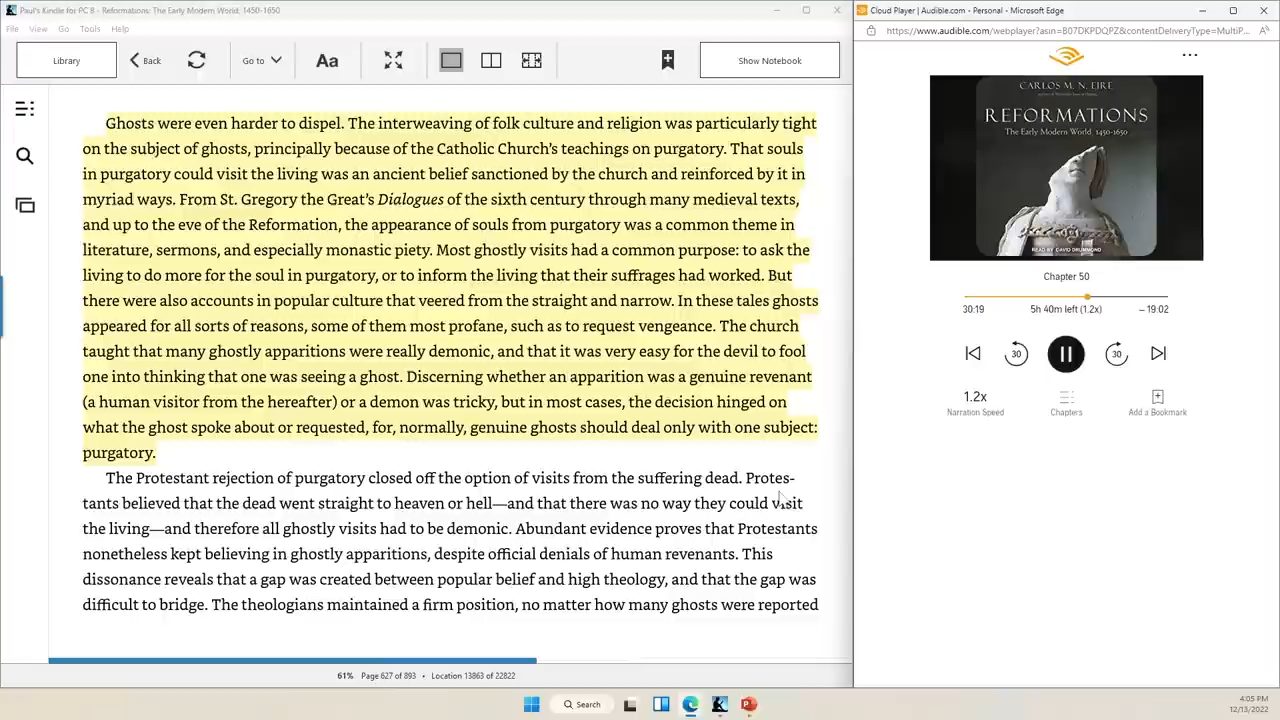 Paul's Kindle for PC 8 - Reformations: The Early Modern World, 1450-1650
File View Go Tools Help
Library
Back
Go to
Aa
Show Notebook
Ghosts were even harder to dispel. The interweaving of folk culture and religion was particularly tight
on the subject of ghosts, principally because of the Catholic Church's teachings on purgatory. That souls
in purgatory could visit the living was an ancient belief sanctioned by the church and reinforced by it in
myriad ways. From St. Gregory the Great's Dialogues of the sixth century through many medieval texts,
and up to the eve of the Reformation, the appearance of souls from purgatory was a common theme in
literature, sermons, and especially monastic piety. Most ghostly visits had a common purpose: to ask the
living to do more for the soul in purgatory, or to inform the living that their suffrages had worked. But
there were also accounts in popular culture that veered from the straight and narrow. In these tales ghosts
appeared for all sorts of reasons, some of them most profane, such as to request vengeance. The church
taught that many ghostly apparitions were really demonic, and that it was very easy for the devil to fool
one into thinking that one was seeing a ghost. Discerning whether an apparition was a genuine revenant
(a human visitor from the hereafter) or a demon was tricky, but in most cases, the decision hinged on
what the ghost spoke about or requested, for, normally, genuine ghosts should deal only with one subject:
purgatory.
The Protestant rejection of purgatory closed off the option of visits from the suffering dead. Protes-
tants believed that the dead went straight to heaven or hell—and that there was no way they could visit
the living—and therefore all ghostly visits had to be demonic. Abundant evidence proves that Protestants
nonetheless kept believing in ghostly apparitions, despite official denials of human revenants. This
dissonance reveals that a gap was created between popular belief and high theology, and that the gap was
difficult to bridge. The theologians maintained a firm position, no matter how many ghosts were reported
61% Page 627 of 893 • Location 13863 of 22822
Cloud Player | Audible.com - Personal - Microsoft Edge
https://www.audible.com/webplayer?asin=B07DKPDQPZ&contentDeliveryType=MultiP...
CARLOS M. N. EIRE
REFORMATIONS
The Early Modern World, 1450-1650
READ BY DAVID DRUMMOND
Chapter 50
30:19 5h 40m left (1.2x) – 19:02
30
30
1.2x
Narration Speed Chapters Add a Bookmark
Search
4:05 PM
12/13/2022